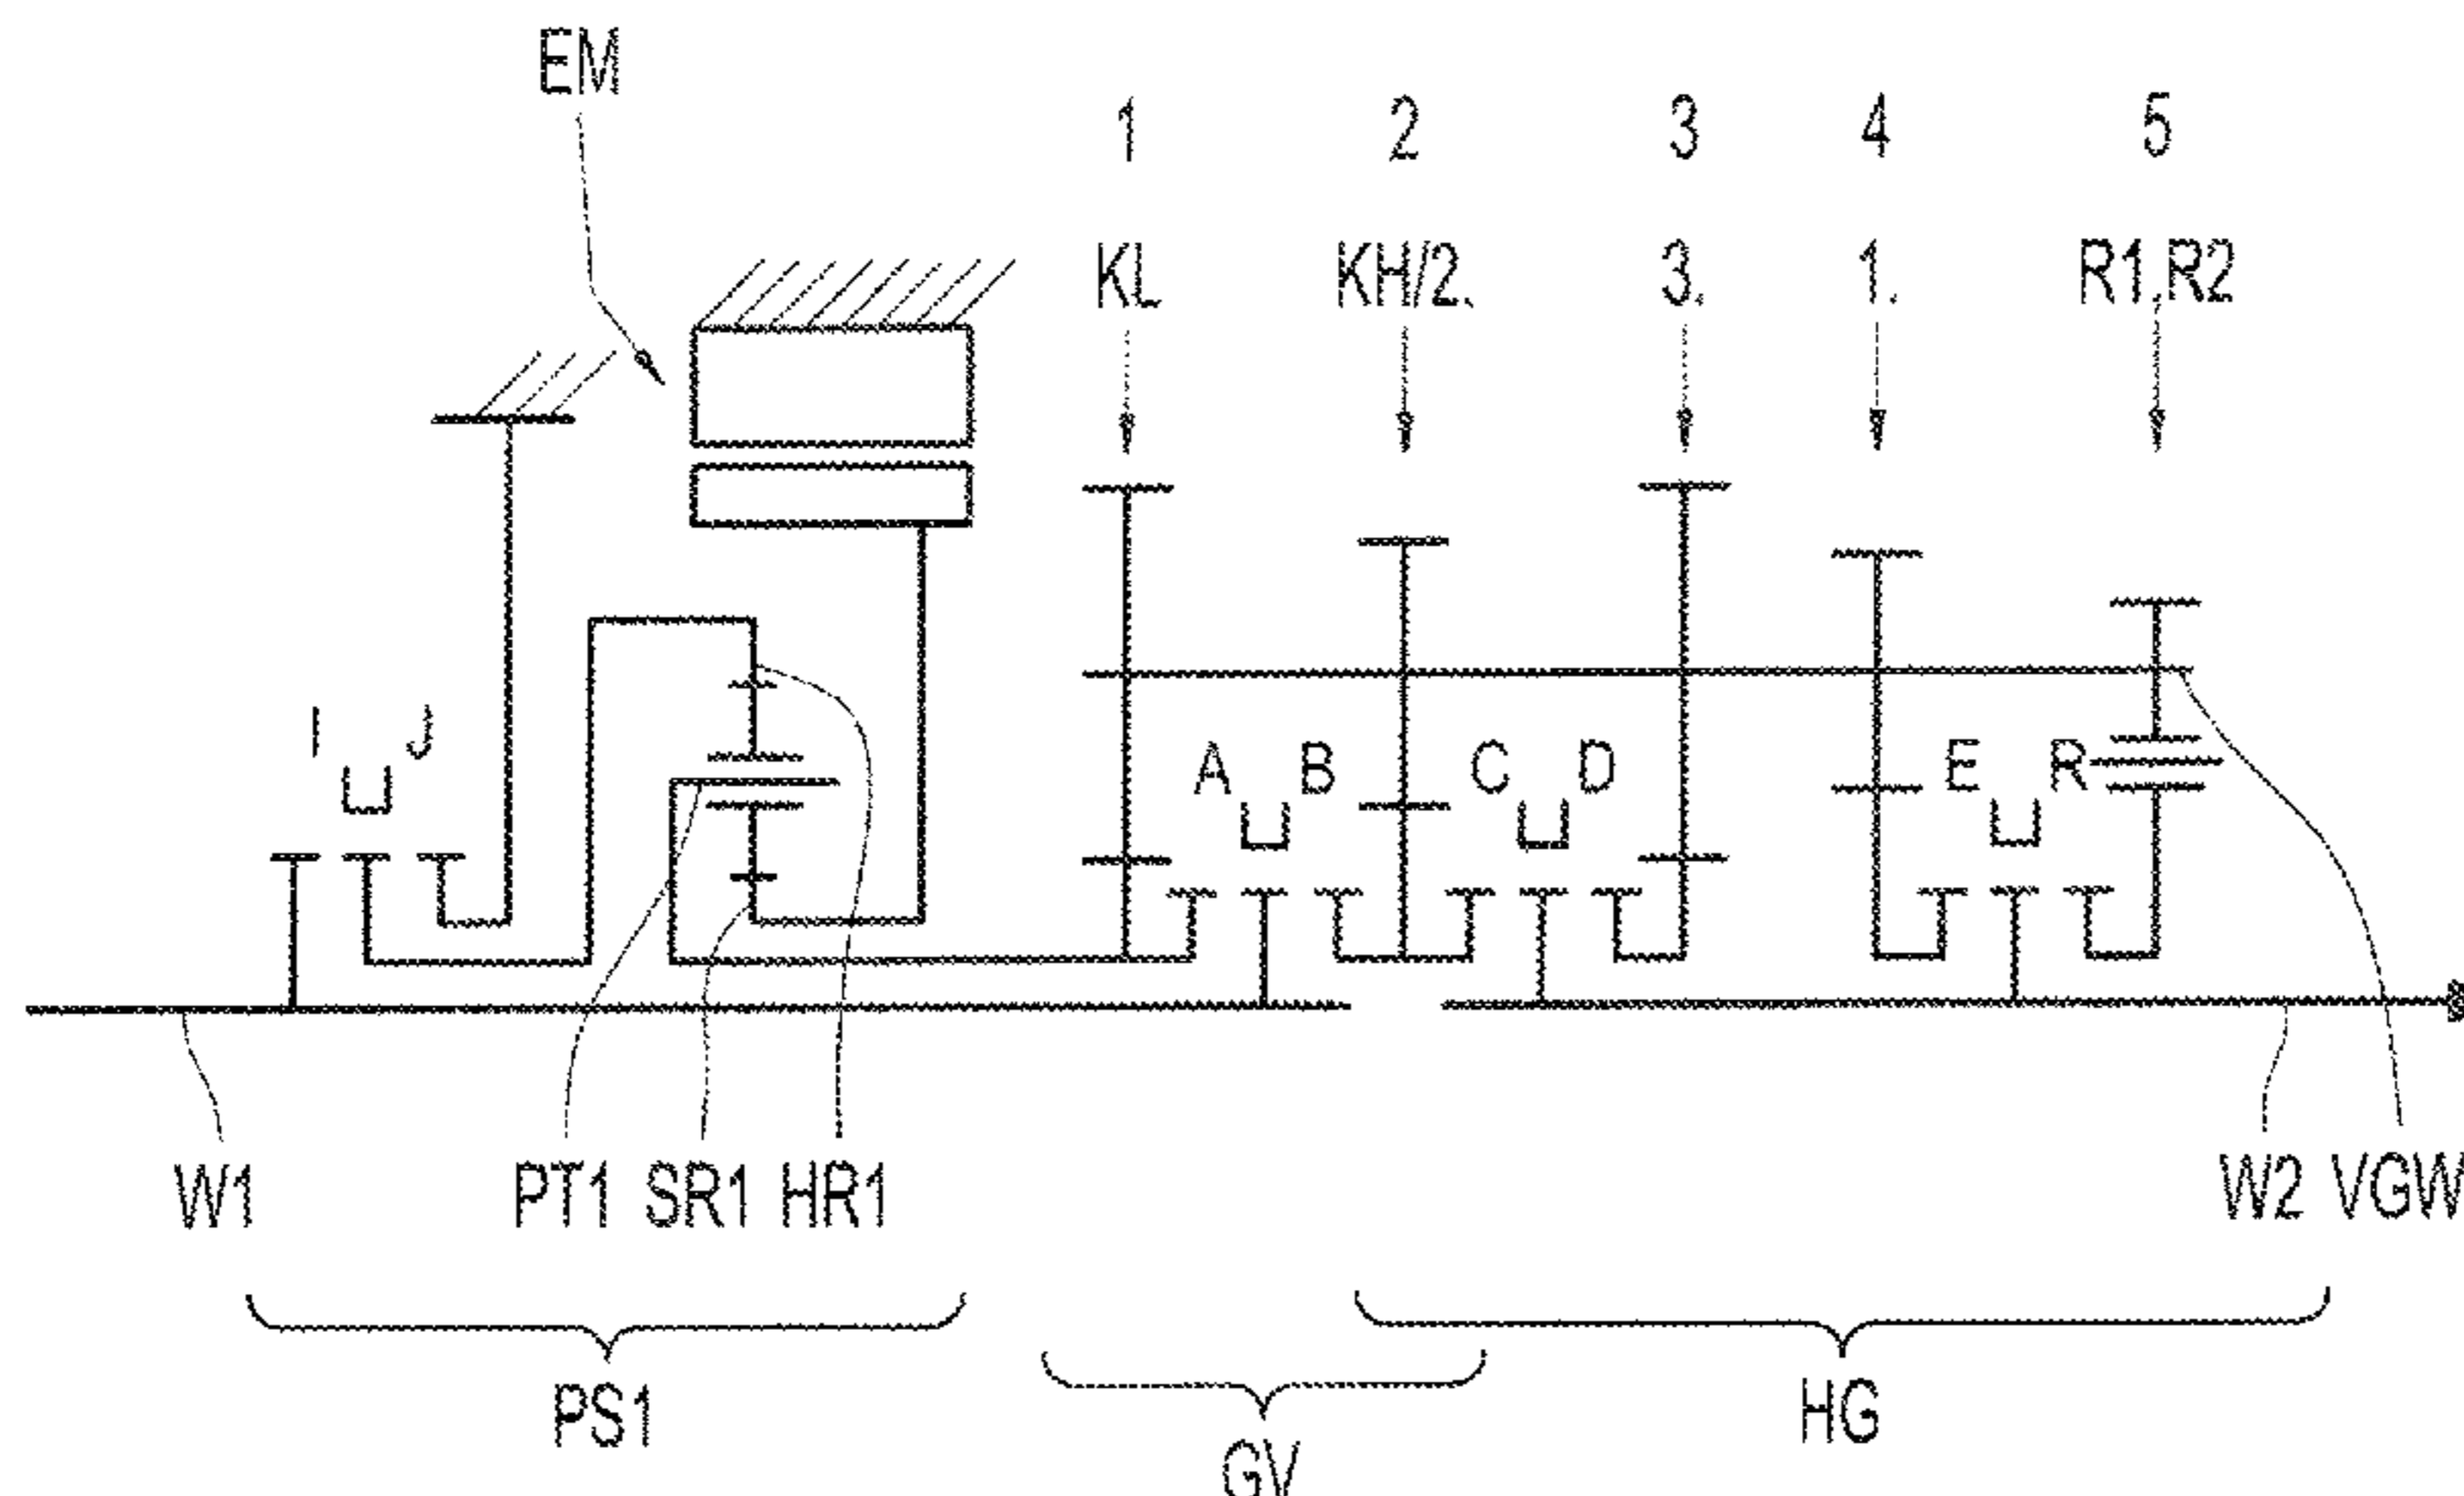 EM
1 2 3 4 5
KL KH/2. 3. 1. R1,R2
I J
A B C D E R
W1 PT1 SR1 HR1 W2 VGW
PS1 GV HG